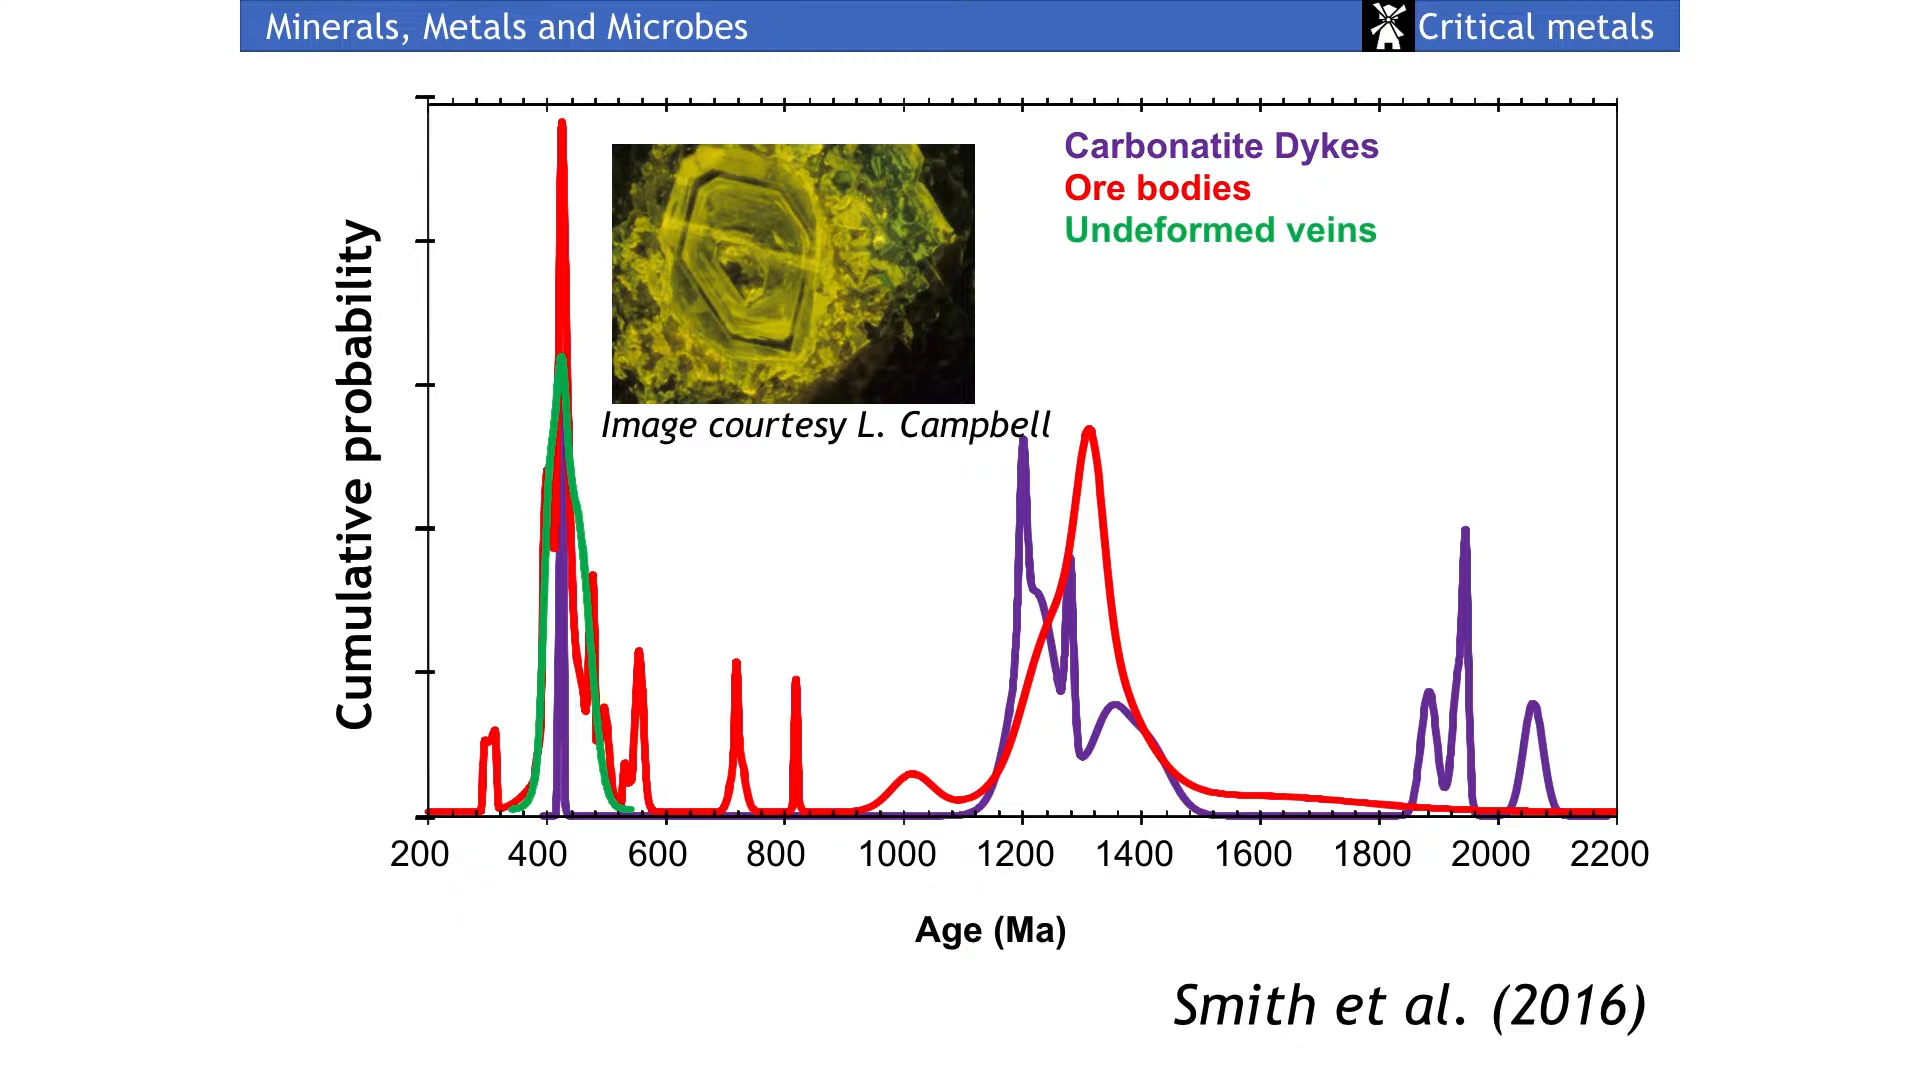 Minerals, Metals and Microbes
Critical metals
Carbonatite Dykes
Ore bodies
Undeformed veins
Image courtesy L. Campbell
Cumulative probability
200 400 600 800 1000 1200 1400 1600 1800 2000 2200
Age (Ma)
Smith et al. (2016)